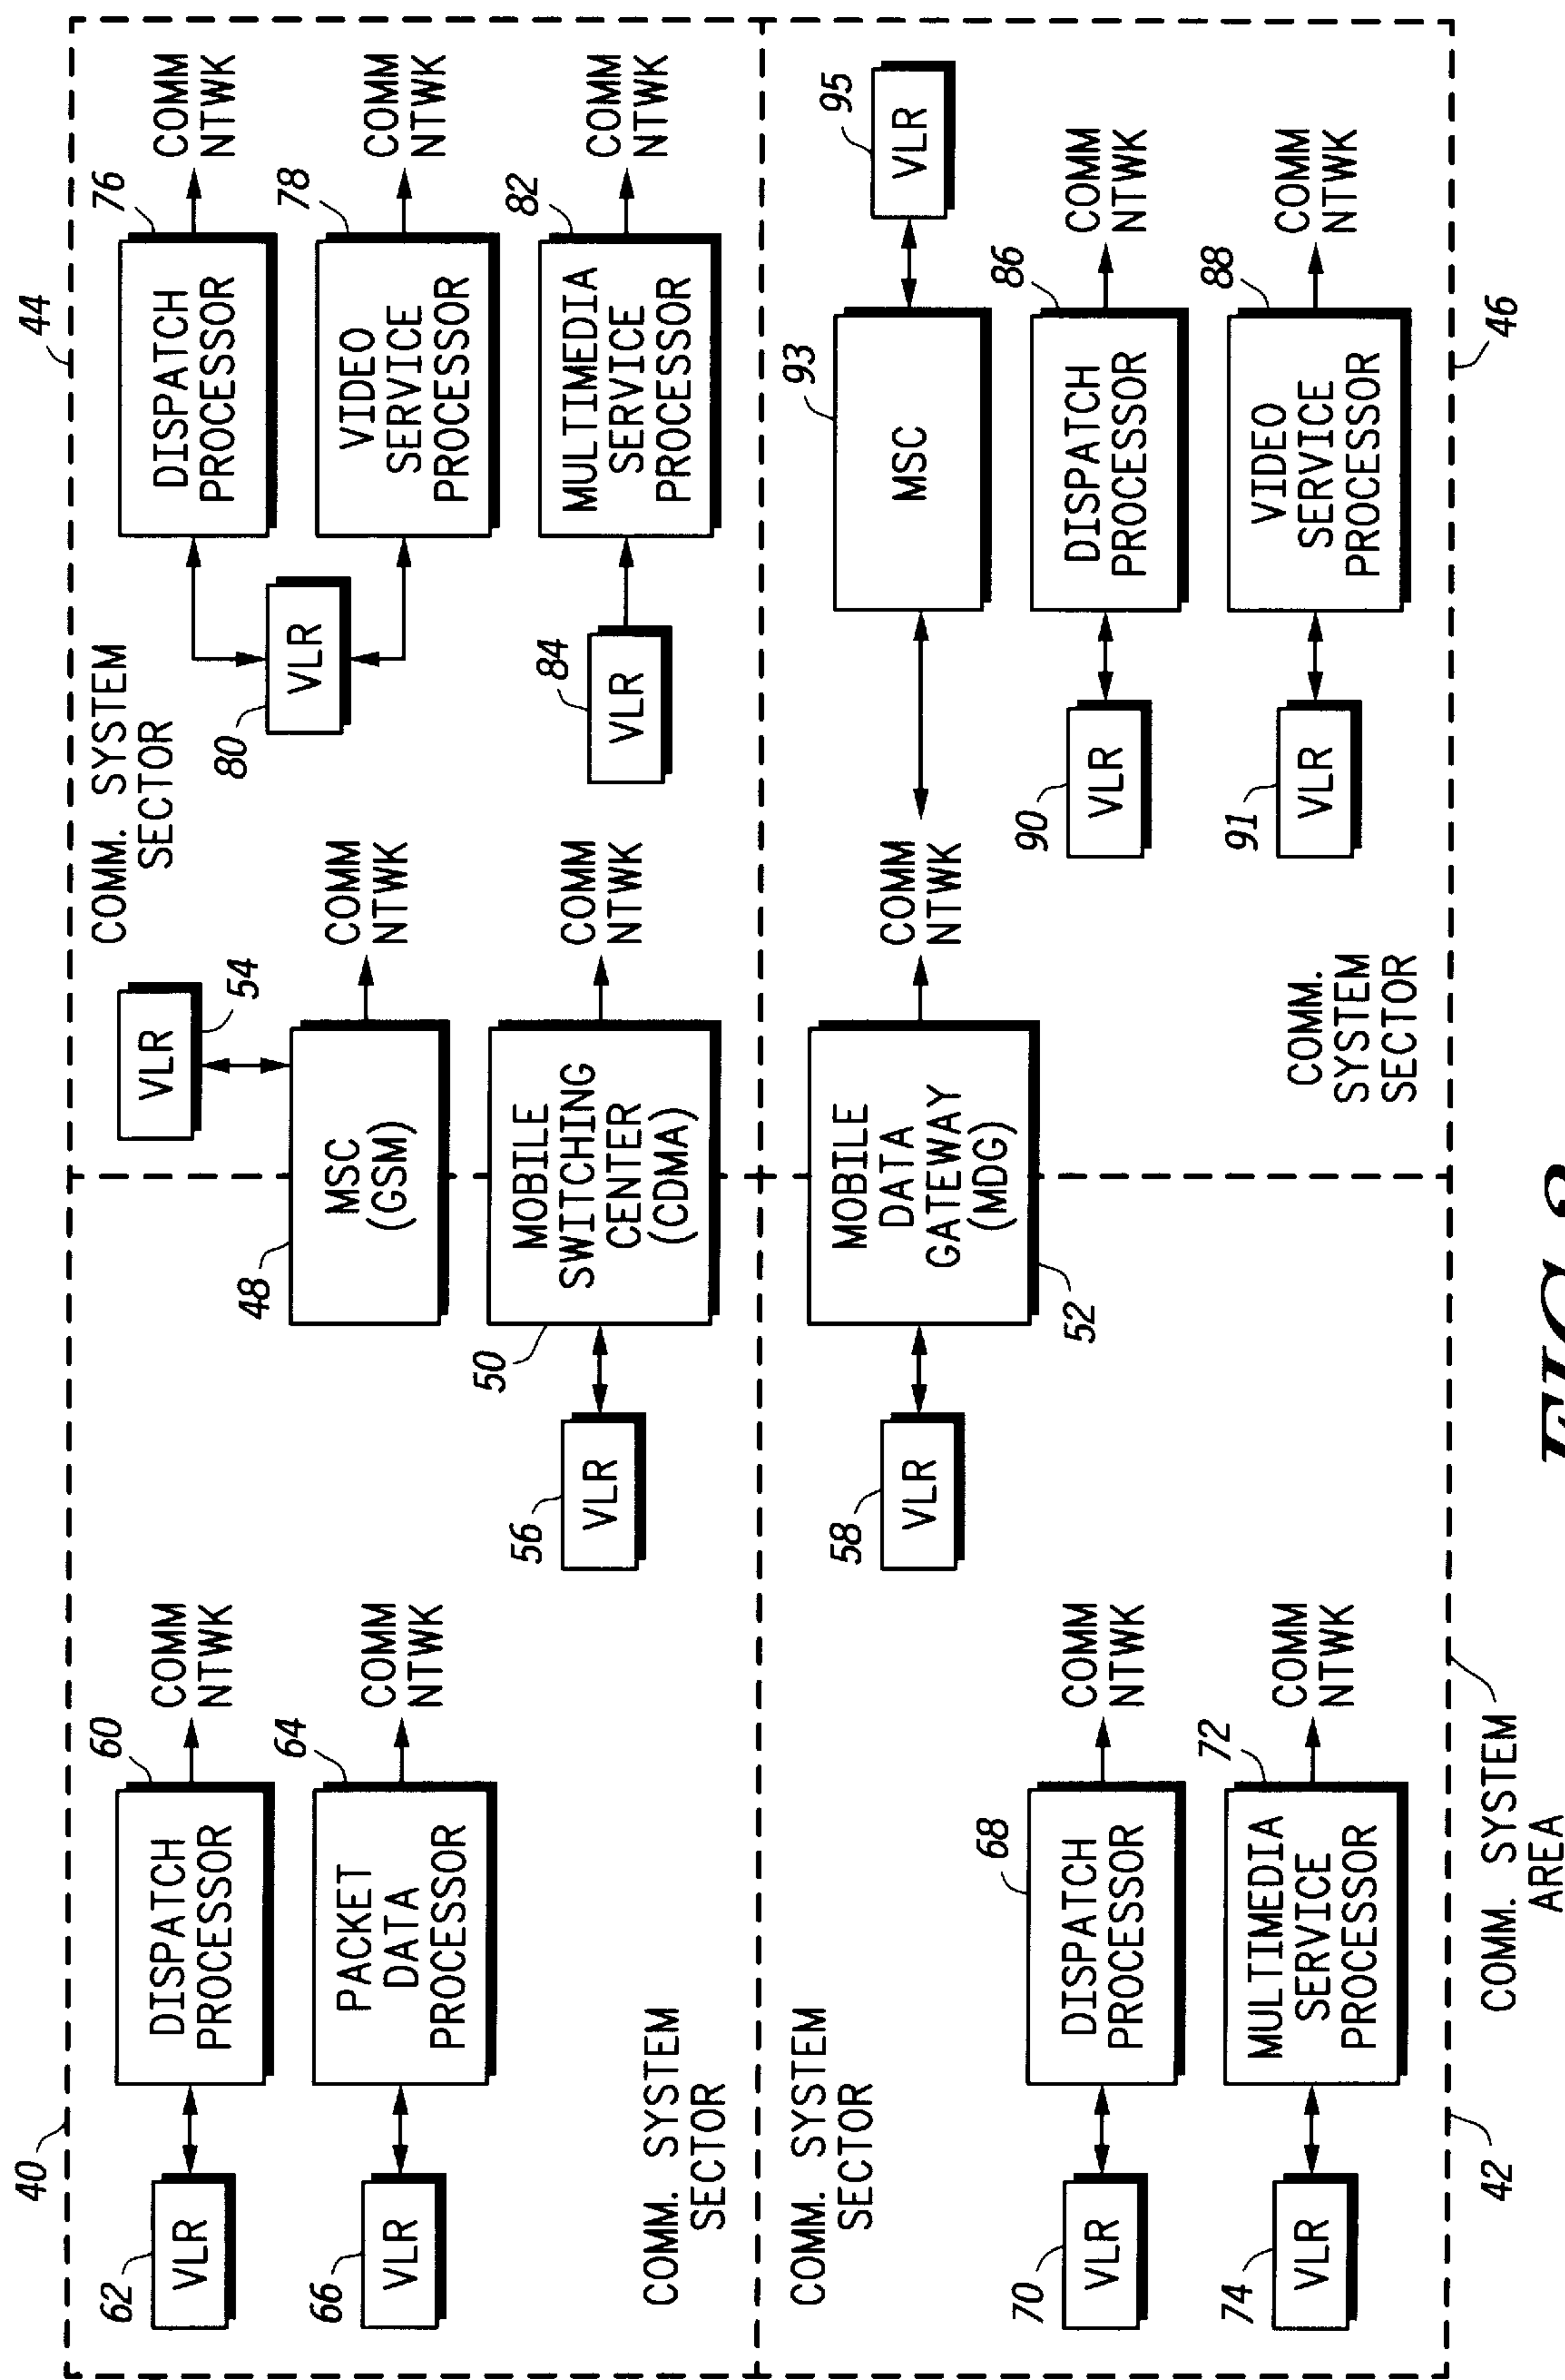 40
62
VLR
60
DISPATCH
PROCESSOR
COMM
NTWK
66
VLR
64
PACKET
DATA
PROCESSOR
COMM
NTWK
COMM. SYSTEM
SECTOR
54
VLR
48
MSC
(GSM)
COMM
NTWK
50
MOBILE
SWITCHING
CENTER
(CDMA)
COMM
NTWK
56
VLR
44
COMM. SYSTEM
SECTOR
76
DISPATCH
PROCESSOR
COMM
NTWK
80
VLR
78
VIDEO
SERVICE
PROCESSOR
COMM
NTWK
84
VLR
82
MULTIMEDIA
SERVICE
PROCESSOR
COMM
NTWK
COMM. SYSTEM
SECTOR
58
VLR
52
MOBILE
DATA
GATEWAY
(MDG)
COMM
NTWK
93
MSC
95
VLR
70
VLR
68
DISPATCH
PROCESSOR
COMM
NTWK
74
VLR
72
MULTIMEDIA
SERVICE
PROCESSOR
COMM
NTWK
90
VLR
86
DISPATCH
PROCESSOR
COMM
NTWK
91
VLR
88
VIDEO
SERVICE
PROCESSOR
COMM
NTWK
COMM.
SYSTEM
SECTOR
42
COMM. SYSTEM
AREA
46